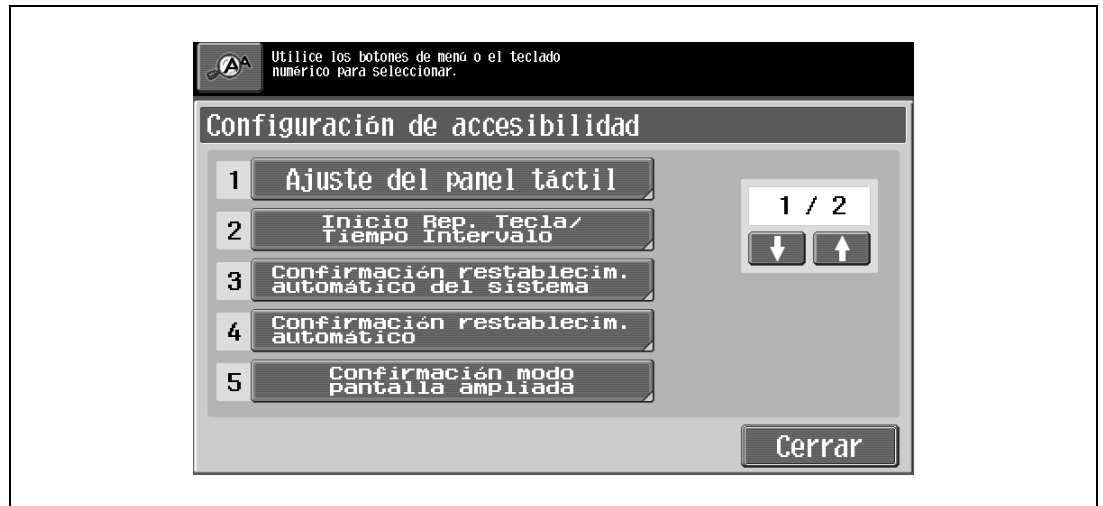 Utilice los botones de menú o el teclado
numérico para seleccionar.
Configuración de accesibilidad
1 Ajuste del panel táctil
2 Inicio Rep. Tecla/
Tiempo Intervalo
3 Confirmación restablecim.
automático del sistema
4 Confirmación restablecim.
automático
5 Confirmación modo
pantalla ampliada
1 / 2
Cerrar